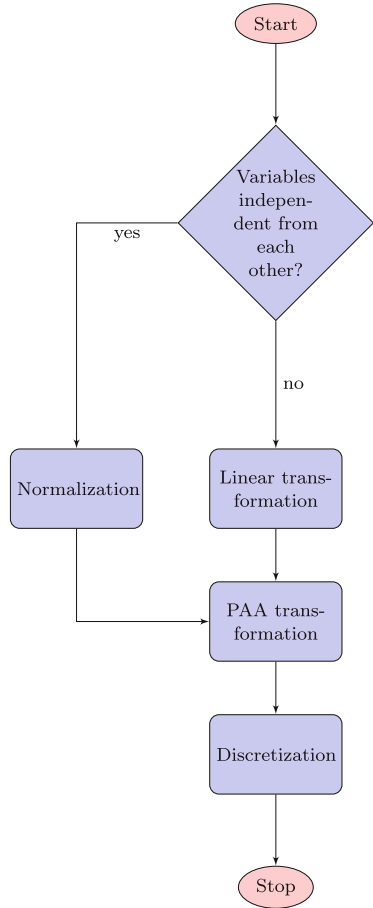 Start
Variables
indepen-
dent from
each
other?
yes
no
Normalization
Linear trans-
formation
PAA trans-
formation
Discretization
Stop